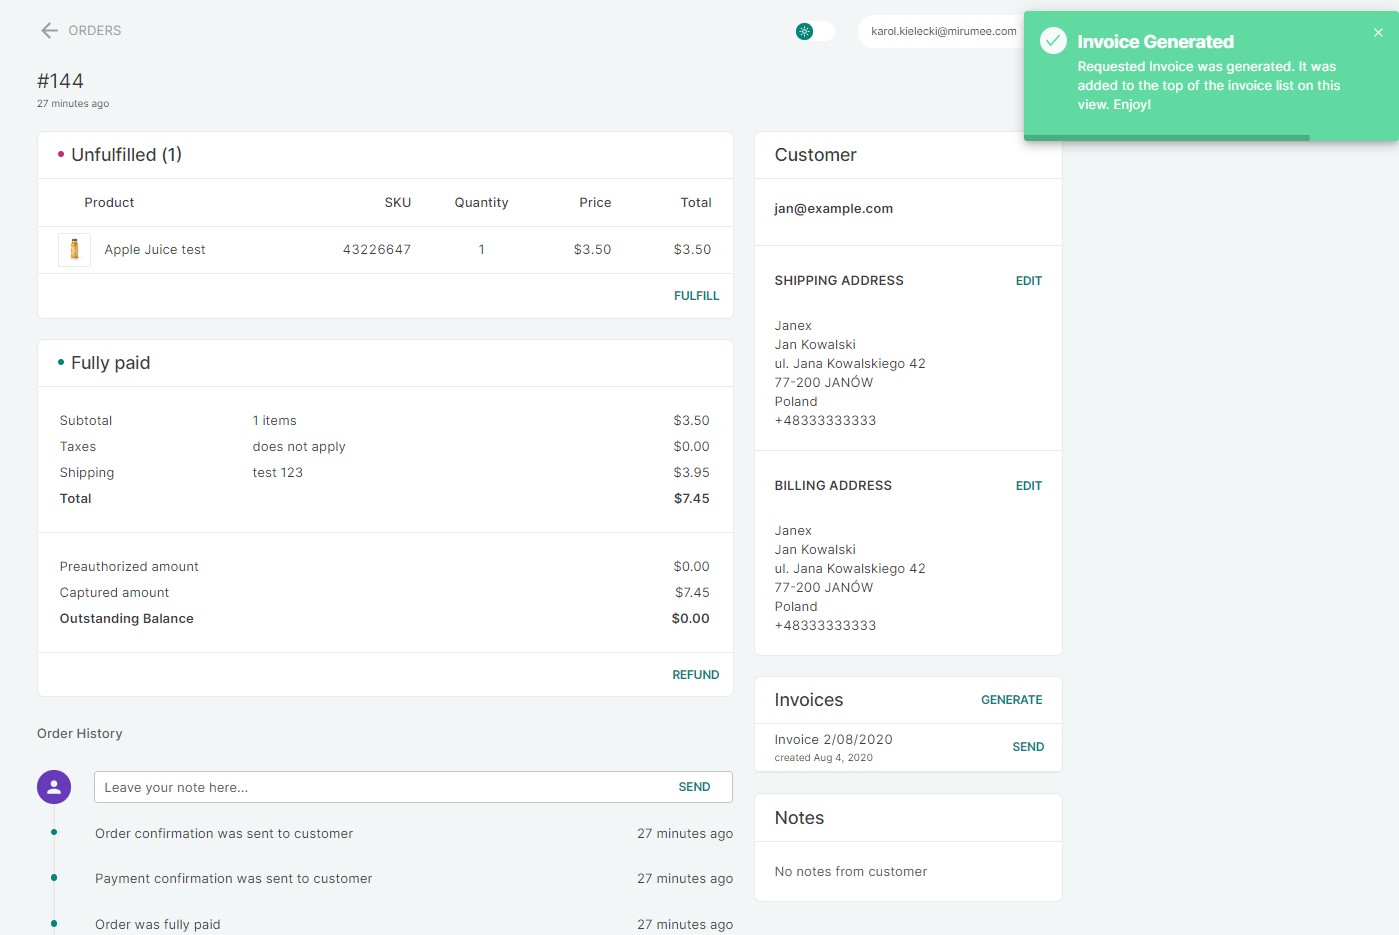 ORDERS
karol.kielecki@mirumee.com
Invoice Generated
Requested Invoice was generated. It was
added to the top of the invoice list on this
view. Enjoy!
#144
27 minutes ago
Unfulfilled (1)
Product SKU Quantity Price Total
Apple Juice test 43226647 1 $3.50 $3.50
FULFILL
Fully paid
Subtotal 1 items $3.50
Taxes does not apply $0.00
Shipping test 123 $3.95
Total $7.45
Preauthorized amount $0.00
Captured amount $7.45
Outstanding Balance $0.00
REFUND
Order History
Leave your note here... SEND
Order confirmation was sent to customer 27 minutes ago
Payment confirmation was sent to customer 27 minutes ago
Order was fully paid 27 minutes ago
Customer
jan@example.com
SHIPPING ADDRESS EDIT
Janex
Jan Kowalski
ul. Jana Kowalskiego 42
77-200 JANÓW
Poland
+48333333333
BILLING ADDRESS EDIT
Janex
Jan Kowalski
ul. Jana Kowalskiego 42
77-200 JANÓW
Poland
+48333333333
Invoices GENERATE
Invoice 2/08/2020 SEND
created Aug 4, 2020
Notes
No notes from customer